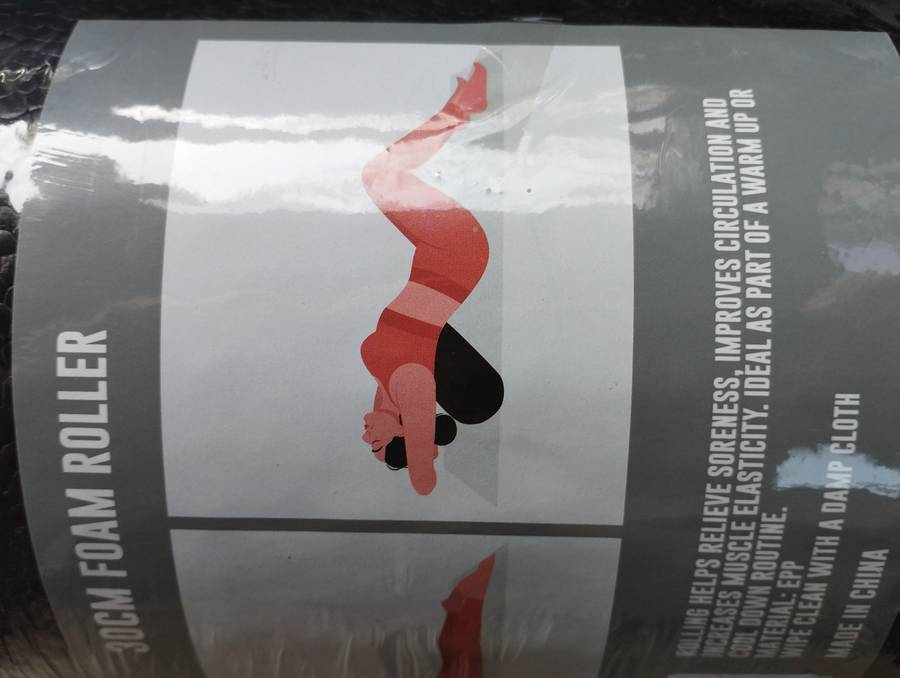 30CM FOAM ROLLER
ROLLING HELPS RELIEVE SORENESS, IMPROVES CIRCULATION AND
INCREASES MUSCLE ELASTICITY. IDEAL AS PART OF A WARM UP OR
COOL DOWN ROUTINE.
MATERIAL: EPP
WIPE CLEAN WITH A DAMP CLOTH
MADE IN CHINA